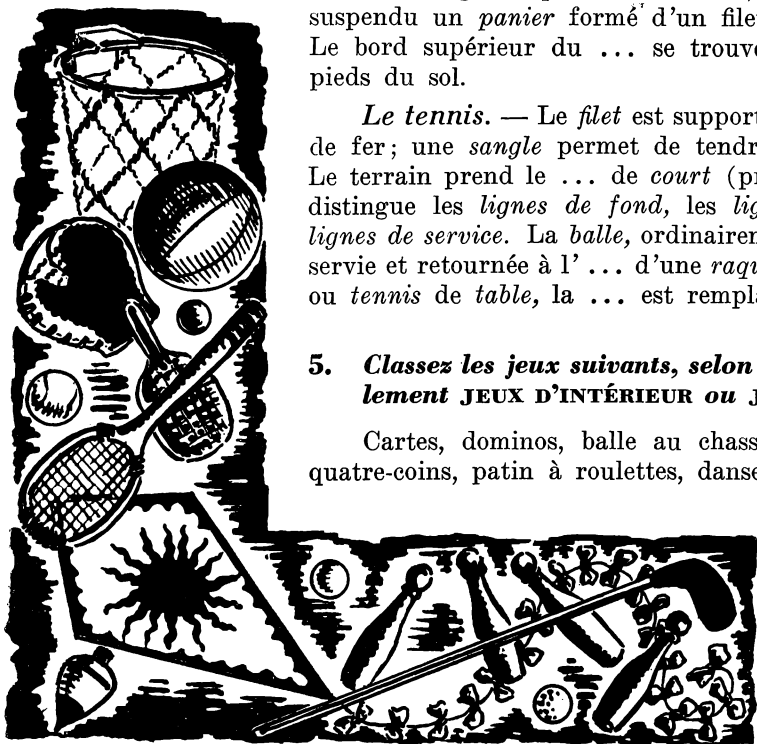 suspendu un panier formé d'un file
Le bord supérieur du ... se trouv
pieds du sol.
Le tennis. — Le filet est support
de fer; une sangle permet de tendr
Le terrain prend le ... de court (pr
distingue les lignes de fond, les lig
lignes de service. La balle, ordinairer
servie et retournée à l' ... d'une raqu
ou tennis de table, la ... est rempla
5. Classez les jeux suivants, selon
lement JEUX D'INTÉRIEUR ou J
Cartes, dominos, balle au chass
quatre-coins, patin à roulettes, danse